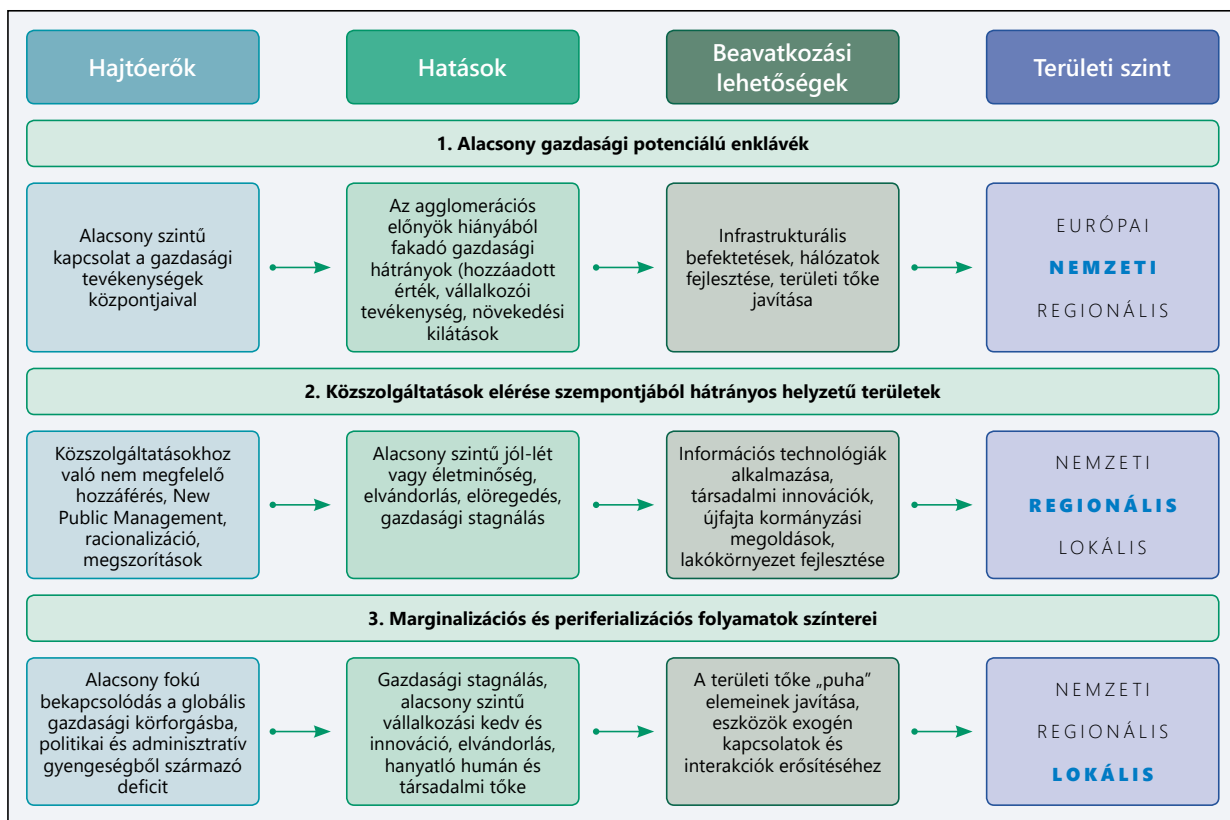 Hajtóerők
Hatások
Beavatkozási
lehetőségek
Területi szint
1. Alacsony gazdasági potenciálú enklávék
Alacsony szintű
kapcsolat a gazdasági
tevékenységek
központjaival
Az agglomerációs
előnyök hiányából
fakadó gazdasági
hátrányok (hozzáadott
érték, vállalkozói
tevékenység, növekedési
kilátások
Infrastrukturális
befektetések, hálózatok
fejlesztése, területi tőke
javítása
EURÓPAI
NEMZETI
REGIONÁLIS
2. Közszolgáltatások elérése szempontjából hátrányos helyzetű területek
Közszolgáltatásokhoz
való nem megfelelő
hozzáférés, New
Public Management,
racionalizáció,
megszorítások
Alacsony szintű jól-lét
vagy életminőség,
elvándorlás, elöregedés,
gazdasági stagnálás
Információs technológiák
alkalmazása,
társadalmi innovációk,
újfajta kormányzási
megoldások,
lakókörnyezet fejlesztése
NEMZETI
REGIONÁLIS
LOKÁLIS
3. Marginalizációs és periferializációs folyamatok színterei
Alacsony fokú
bekapcsolódás a globális
gazdasági körforgásba,
politikai és adminisztratív
gyengeségből származó
deficit
Gazdasági stagnálás,
alacsony szintű
vállalkozási kedv és
innováció, elvándorlás,
hanyatló humán és
társadalmi tőke
A területi tőke „puha”
elemeinek javítása,
eszközök exogén
kapcsolatok és
interakciók erősítéséhez
NEMZETI
REGIONÁLIS
LOKÁLIS